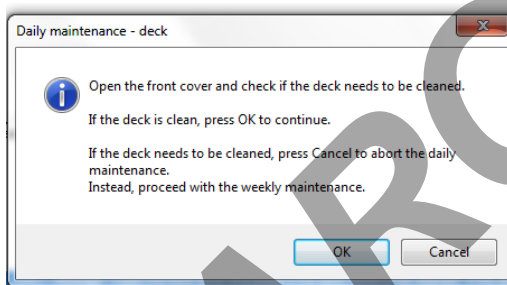 Daily maintenance - deck
Open the front cover and check if the deck needs to be cleaned.
If the deck is clean, press OK to continue.
If the deck needs to be cleaned, press Cancel to abort the daily
maintenance.
Instead, proceed with the weekly maintenance.
OK
Cancel